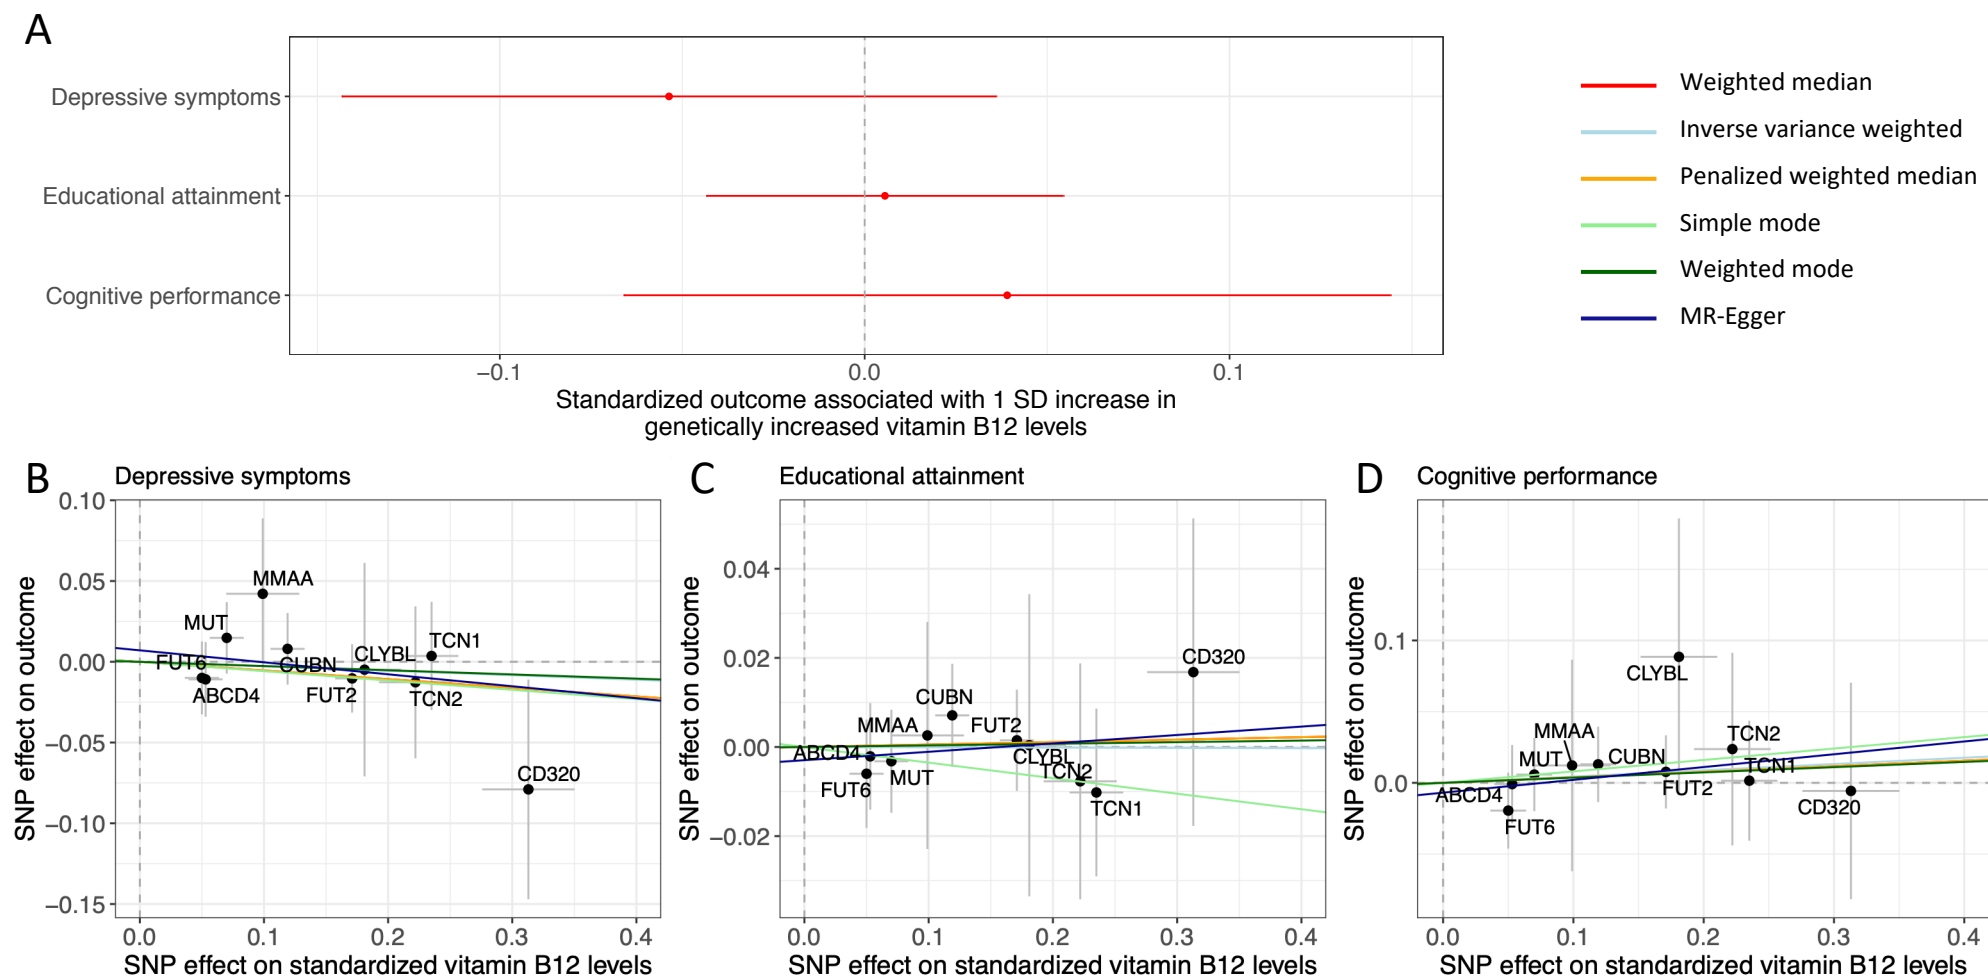 A
Depressive symptoms
Educational attainment
Cognitive performance
−0.1
0.0
0.1
Standardized outcome associated with 1 SD increase in
genetically increased vitamin B12 levels
Weighted median
Inverse variance weighted
Penalized weighted median
Simple mode
Weighted mode
MR-Egger
B
Depressive symptoms
SNP effect on outcome
0.10
0.05
0.00
−0.05
−0.10
−0.15
MMAA
MUT
TCN1
FUT6
CUBN
CLYBL
ABCD4
FUT2
TCN2
CD320
0.0
0.1
0.2
0.3
0.4
SNP effect on standardized vitamin B12 levels
C
Educational attainment
SNP effect on outcome
0.04
0.02
0.00
−0.02
CD320
CUBN
MMAA
FUT2
ABCD4
CLYBL
TCN2
MUT
FUT6
TCN1
0.0
0.1
0.2
0.3
0.4
SNP effect on standardized vitamin B12 levels
D
Cognitive performance
SNP effect on outcome
0.1
0.0
CLYBL
MMAA
TCN2
MUT
CUBN
TCN1
ABCD4
FUT2
CD320
FUT6
0.0
0.1
0.2
0.3
0.4
SNP effect on standardized vitamin B12 levels